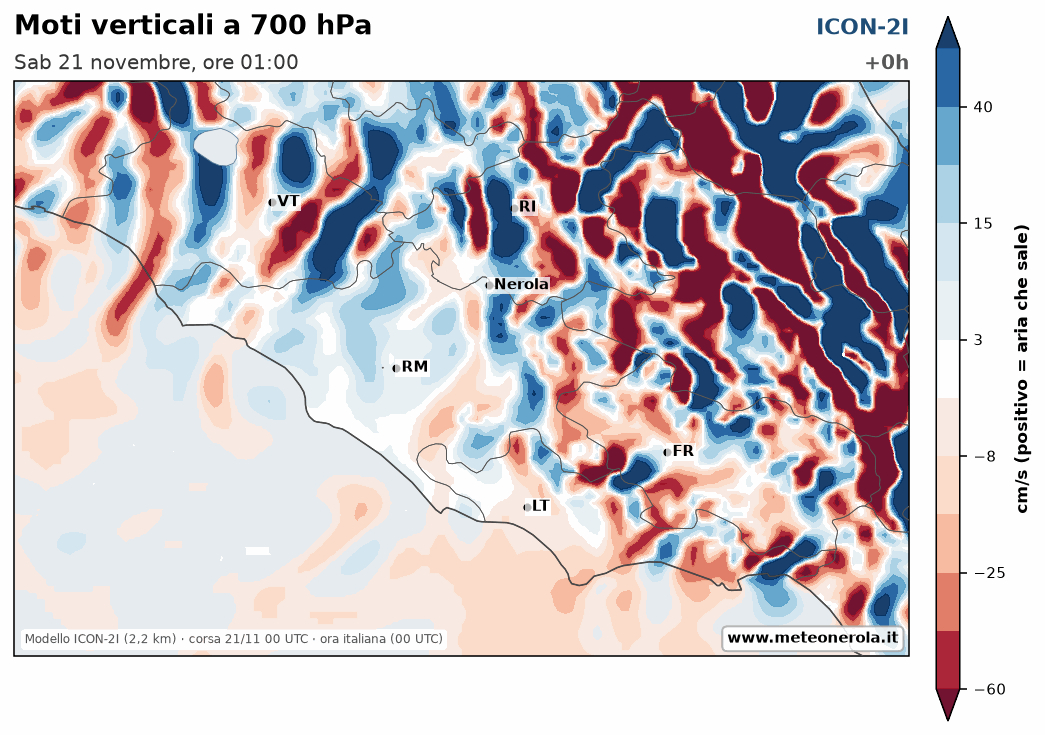 Moti verticali a 700 hPa
ICON-2I
Sab 21 novembre, ore 01:00
+0h
40
15
3
−8
−25
−60
cm/s (positivo = aria che sale)
VT
RI
Nerola
RM
FR
LT
Modello ICON-2I (2,2 km) · corsa 21/11 00 UTC · ora italiana (00 UTC)
www.meteonerola.it